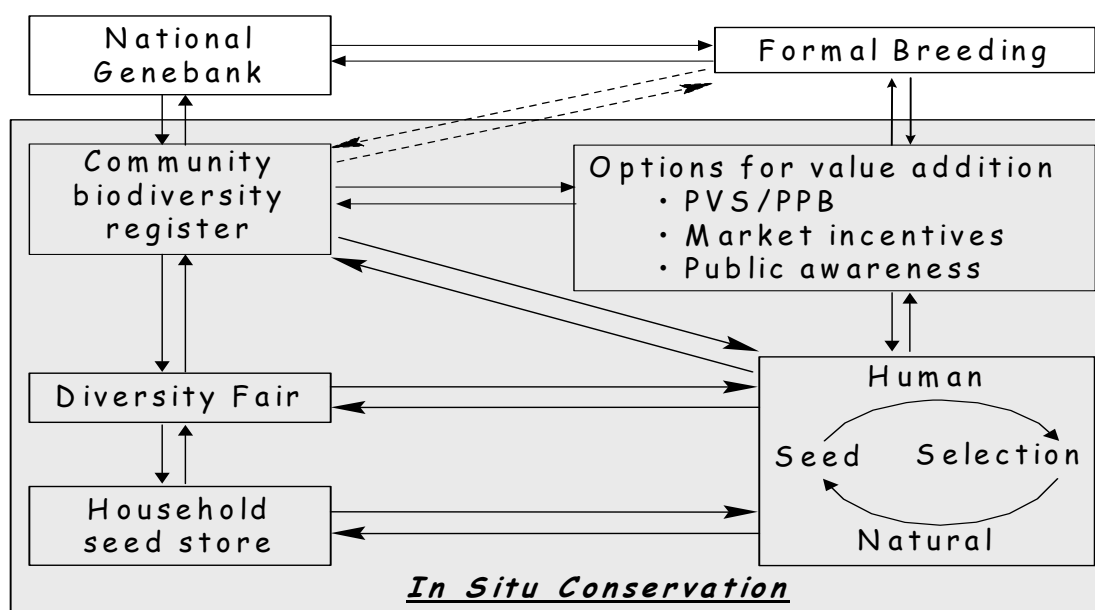 National
Genebank
Formal Breeding
Community
biodiversity
register
Options for value addition
· PVS/PPB
· Market incentives
· Public awareness
Diversity Fair
Human
Seed
Selection
Natural
Household
seed store
In Situ Conservation